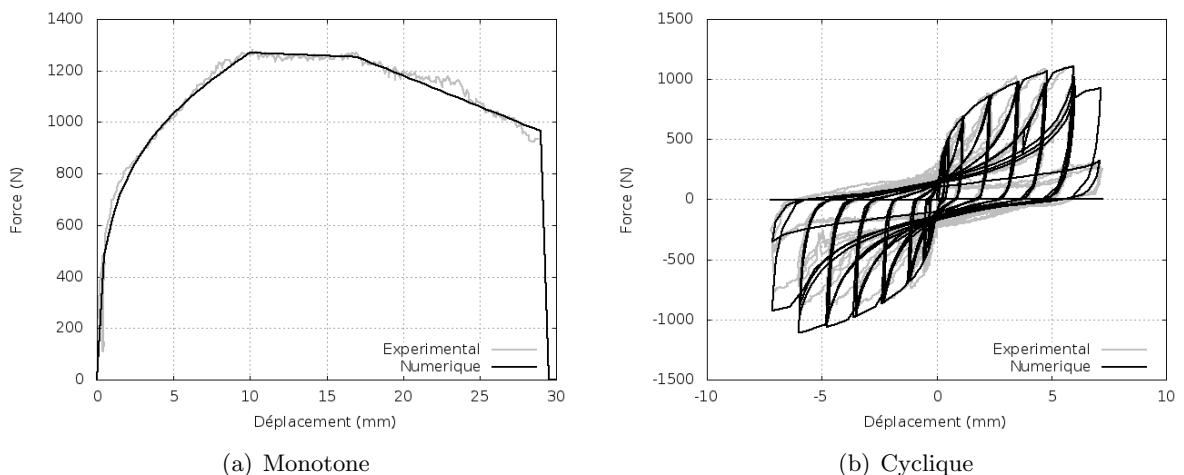 1400
1200
1000
800
600
400
200
0
Force (N)
Experimental
Numerique
0 5 10 15 20 25 30
Déplacement (mm)
(a) Monotone
1500
1000
500
0
-500
-1000
-1500
Force (N)
Experimental
Numerique
-10 -5 0 5 10
Déplacement (mm)
(b) Cyclique